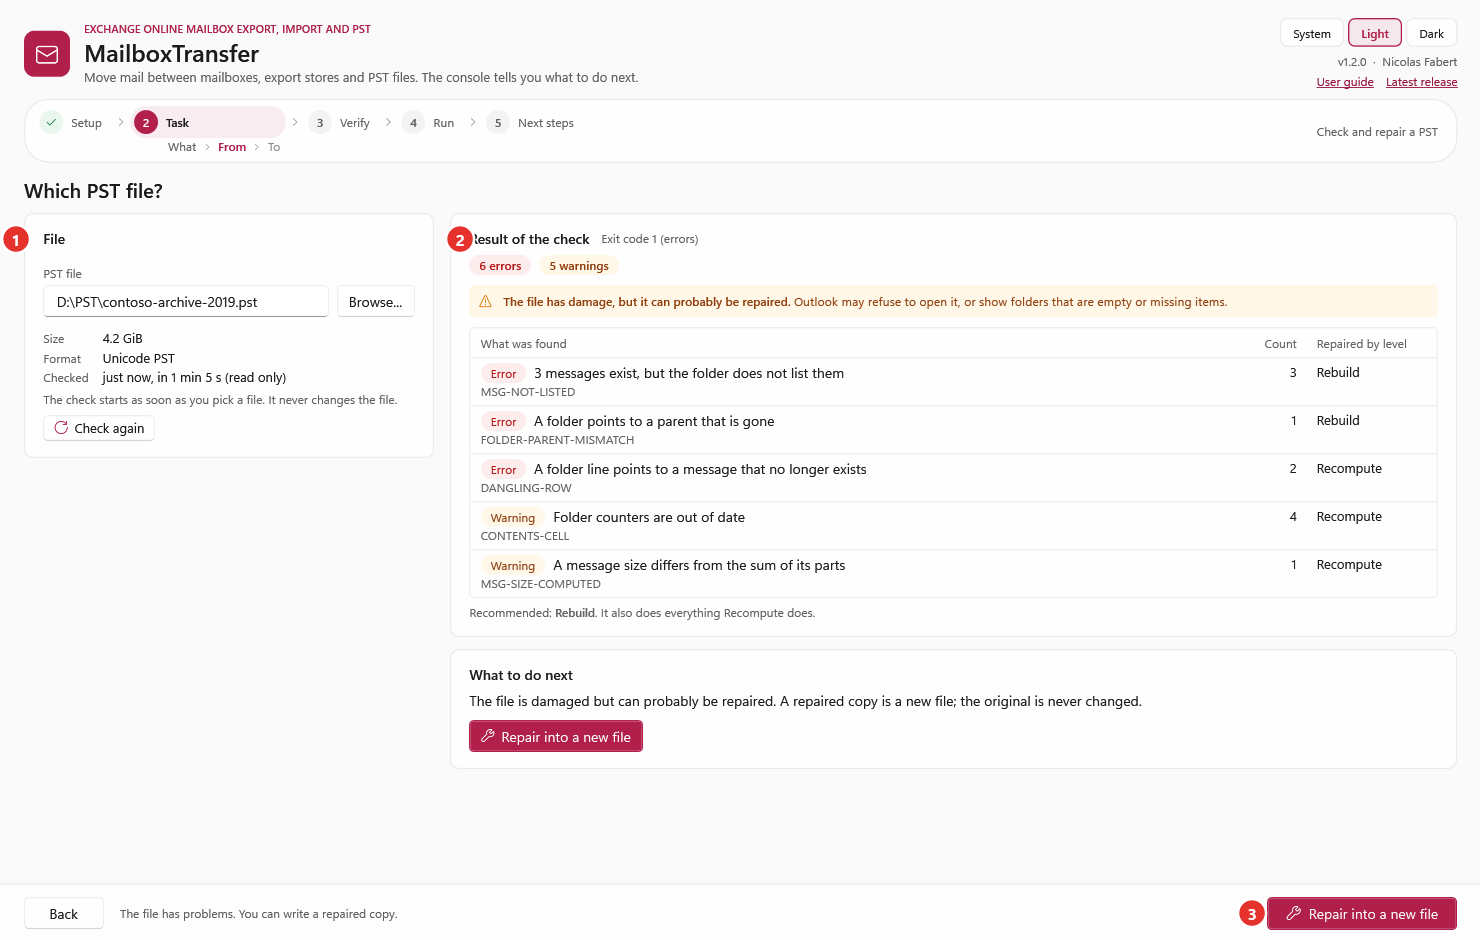 EXCHANGE ONLINE MAILBOX EXPORT, IMPORT AND PST
MailboxTransfer
Move mail between mailboxes, export stores and PST files. The console tells you what to do next.
System
Light
Dark
v1.2.0 · Nicolas Fabert
User guide
Latest release
Setup
2 Task
3 Verify
4 Run
5 Next steps
What
From
To
Check and repair a PST
Which PST file?
1
File
PST file
D:\PST\contoso-archive-2019.pst
Browse...
Size 4.2 GiB
Format Unicode PST
Checked just now, in 1 min 5 s (read only)
The check starts as soon as you pick a file. It never changes the file.
Check again
2
Result of the check Exit code 1 (errors)
6 errors
5 warnings
The file has damage, but it can probably be repaired. Outlook may refuse to open it, or show folders that are empty or missing items.
What was found Count Repaired by level
Error 3 messages exist, but the folder does not list them 3 Rebuild
MSG-NOT-LISTED
Error A folder points to a parent that is gone 1 Rebuild
FOLDER-PARENT-MISMATCH
Error A folder line points to a message that no longer exists 2 Recompute
DANGLING-ROW
Warning Folder counters are out of date 4 Recompute
CONTENTS-CELL
Warning A message size differs from the sum of its parts 1 Recompute
MSG-SIZE-COMPUTED
Recommended: Rebuild. It also does everything Recompute does.
What to do next
The file is damaged but can probably be repaired. A repaired copy is a new file; the original is never changed.
Repair into a new file
Back
The file has problems. You can write a repaired copy.
3
Repair into a new file